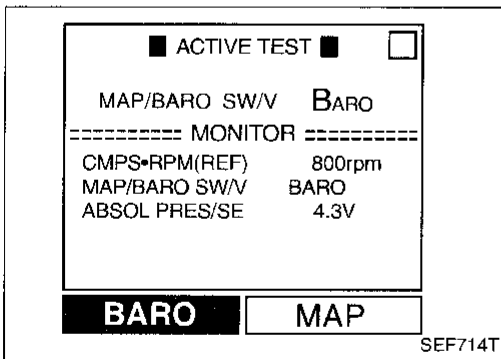 ■ ACTIVE TEST ■
MAP/BARO SW/V BARO
========= MONITOR =========
CMPS•RPM(REF) 800rpm
MAP/BARO SW/V BARO
ABSOL PRES/SE 4.3V
BARO MAP
SEF714T